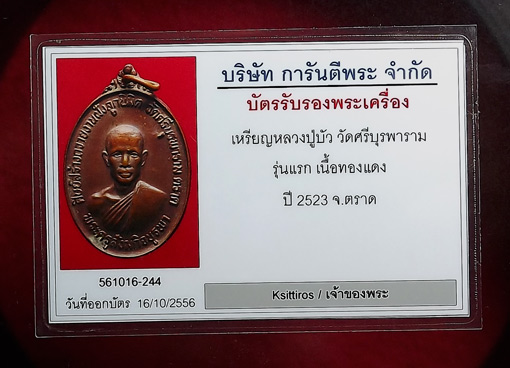 บริษัท การันตีพระ จำกัด
บัตรรับรองพระเครื่อง
เหรียญหลวงปู่บัว วัดศรีบุรพาราม
รุ่นแรก เนื้อทองแดง
ปี 2523 จ.ตราด
561016-244
วันที่ออกบัตร 16/10/2556
Ksittiros / เจ้าของพระ